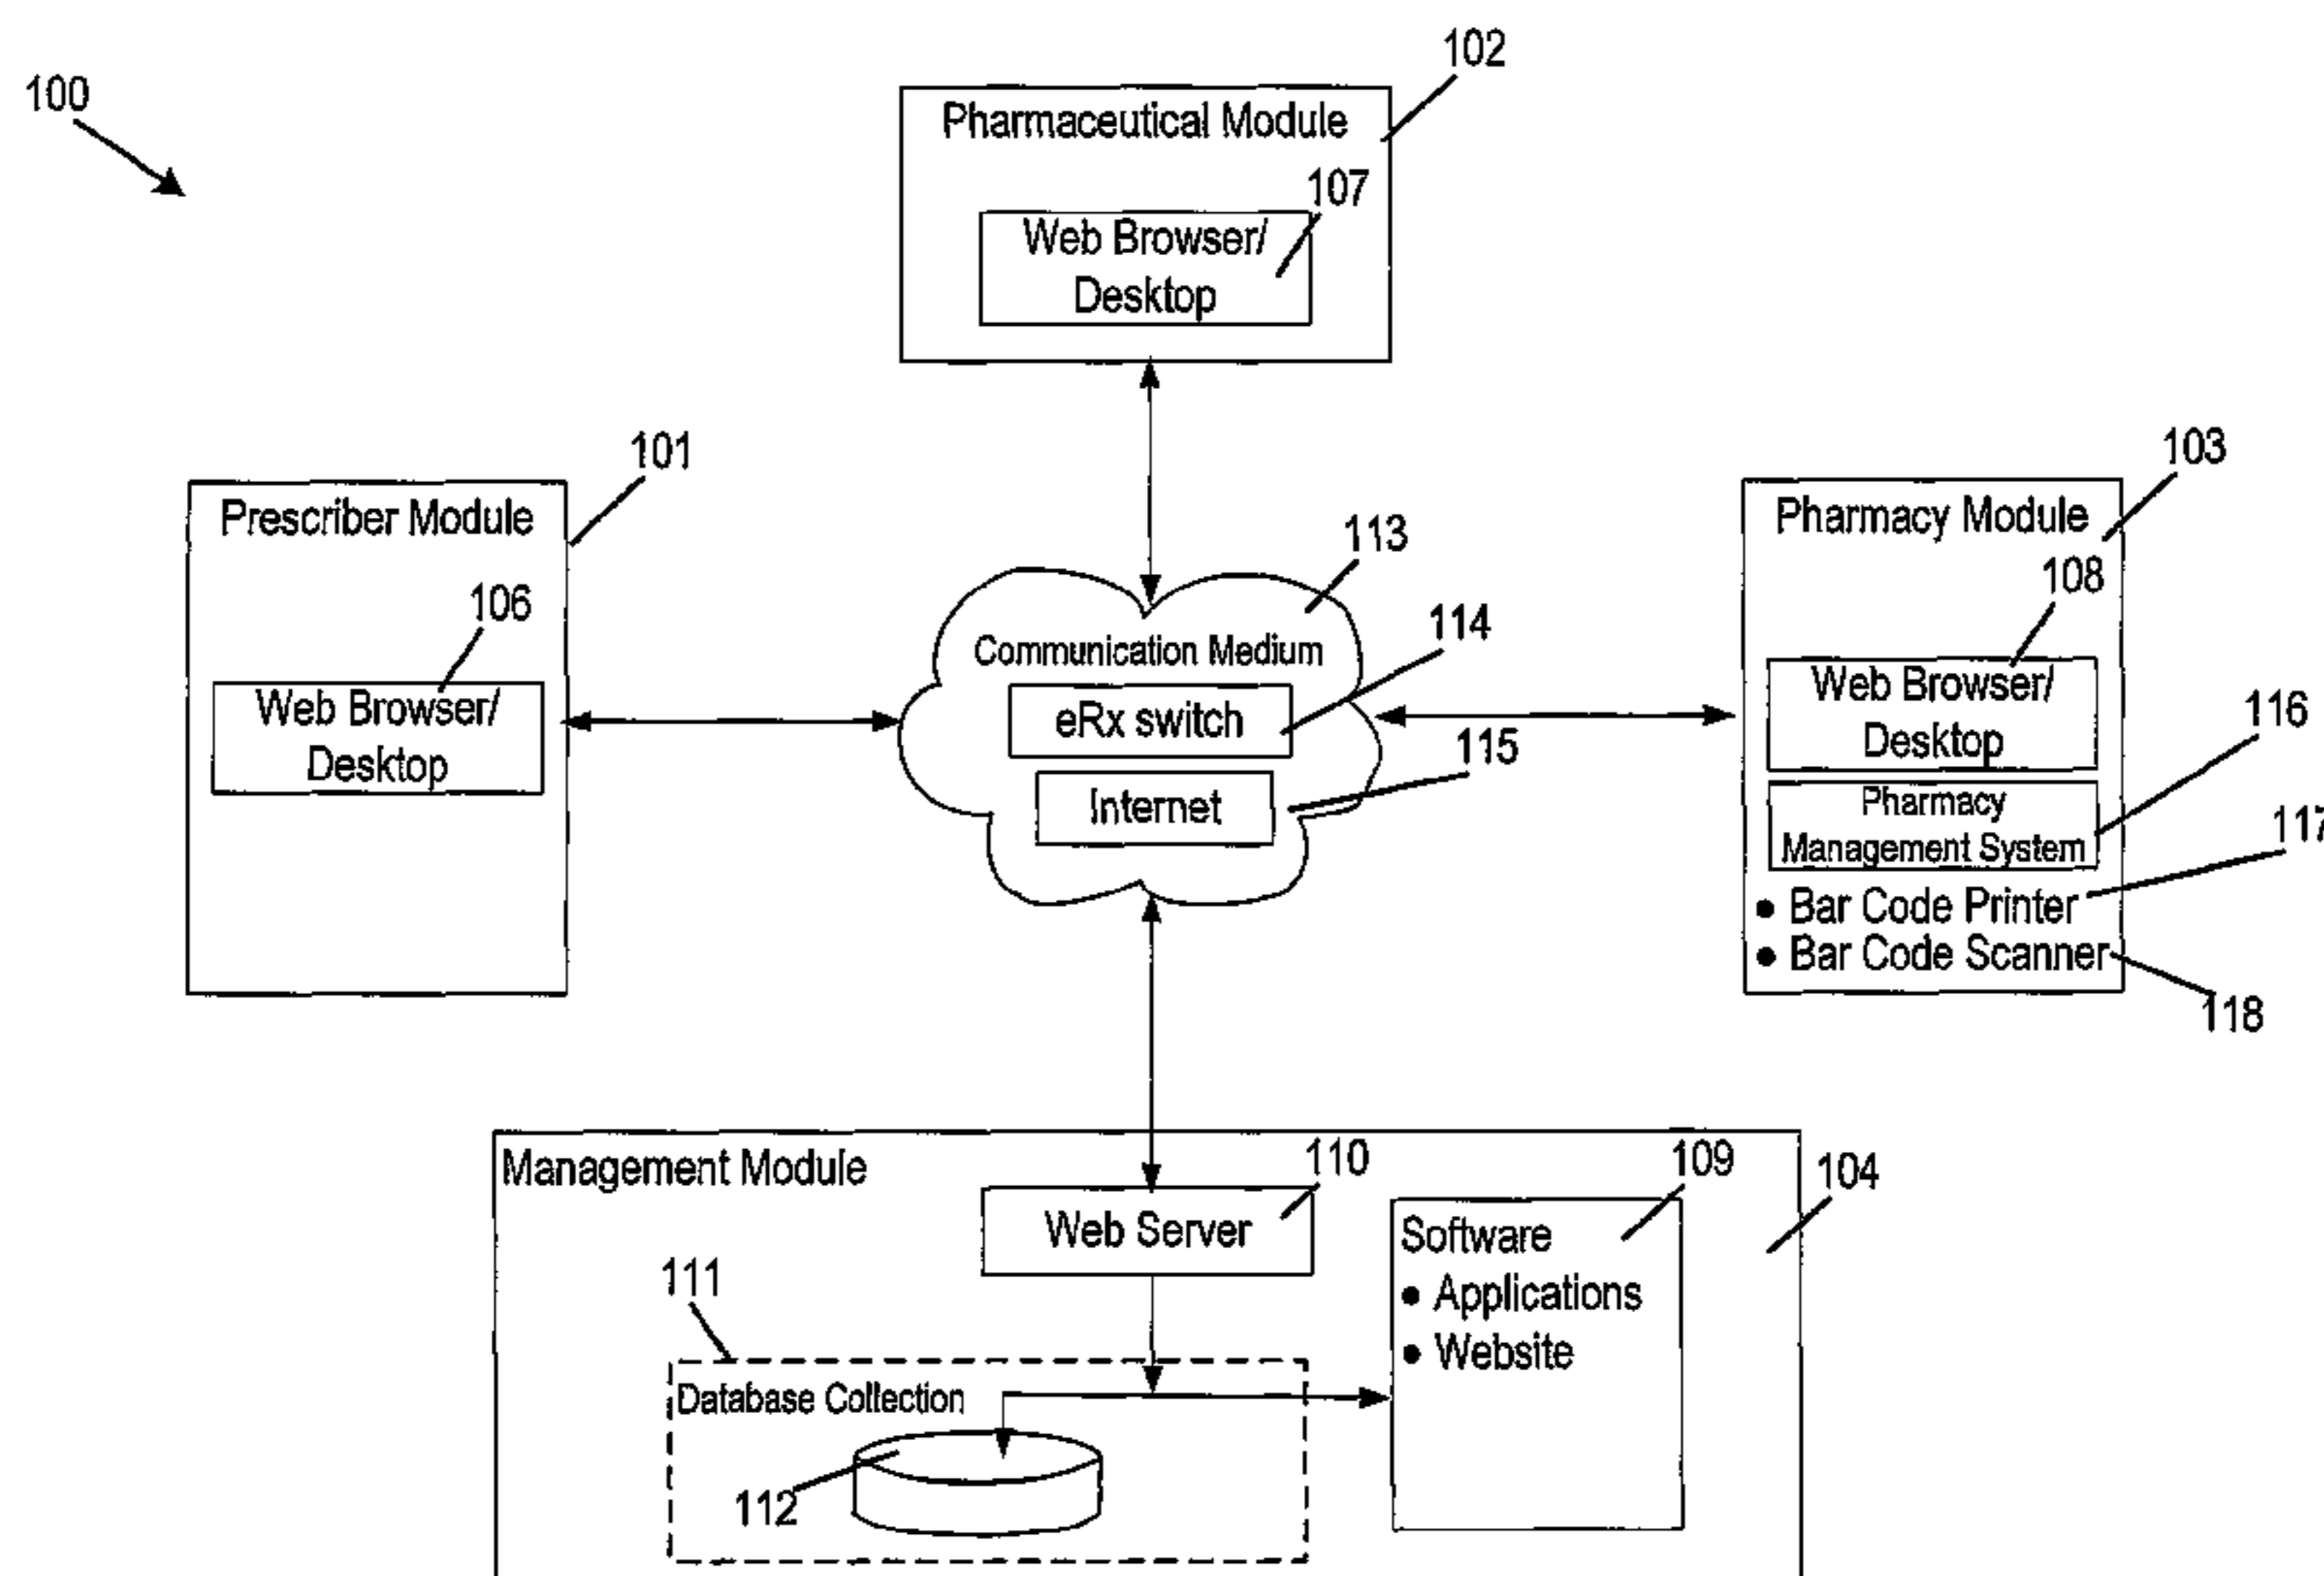 102
100
Pharmaceutical Module
107
Web Browser/
Desktop
101
Prescriber Module
106
Web Browser/
Desktop
113
Communication Medium
114
eRx switch
115
Internet
103
Pharmacy Module
108
Web Browser/
Desktop
116
Pharmacy
Management System
117
• Bar Code Printer
• Bar Code Scanner
118
Management Module
110
Web Server
109
104
Software
• Applications
• Website
111
Database Collection
112